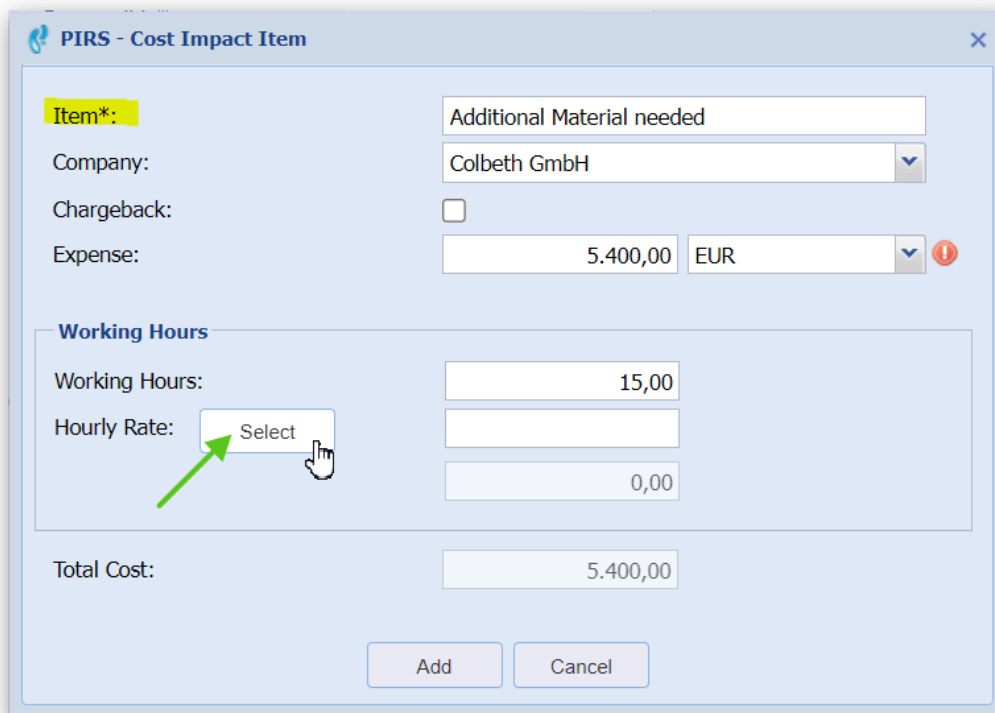 PIRS - Cost Impact Item
Item*: Additional Material needed
Company: Colbeth GmbH
Chargeback:
Expense: 5.400,00 EUR
Working Hours
Working Hours: 15,00
Hourly Rate: Select
0,00
Total Cost: 5.400,00
Add Cancel